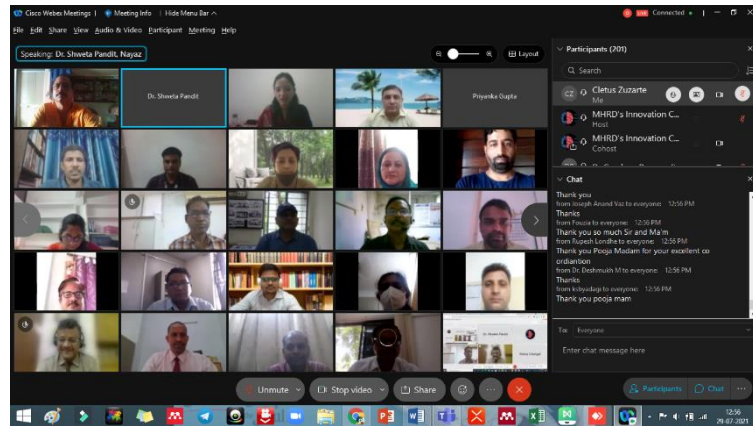 Cisco Webex Meetings | Meeting Info | Hide Menu Bar
Connected
File Edit Share View Audio & Video Participant Meeting Help
Speaking: Dr. Shweta Pandit, Nayaz
Layout
Dr. Shweta Pandit
Priyanka Gupta
Participants (201)
Search
CZ Cletus Zuzarte
Me
MHRD's Innovation C...
Host
MHRD's Innovation C...
Cohost
Chat
Thank you
from Joseph Anand Vaz to everyone: 12:56 PM
Thanks
from Fouzia to everyone: 12:56 PM
Thank you so much Sir and Ma'm
from Rupesh Londhe to everyone: 12:56 PM
Thank you Pooja Madam for your excellent co
ordiantion
from Dr. Deshmukh M to everyone: 12:56 PM
Thanks
from ksbyadagi to everyone: 12:56 PM
Thank you pooja mam
To: Everyone
Enter chat message here
Unmute Stop video Share
Participants Chat
12:56
29-07-2021